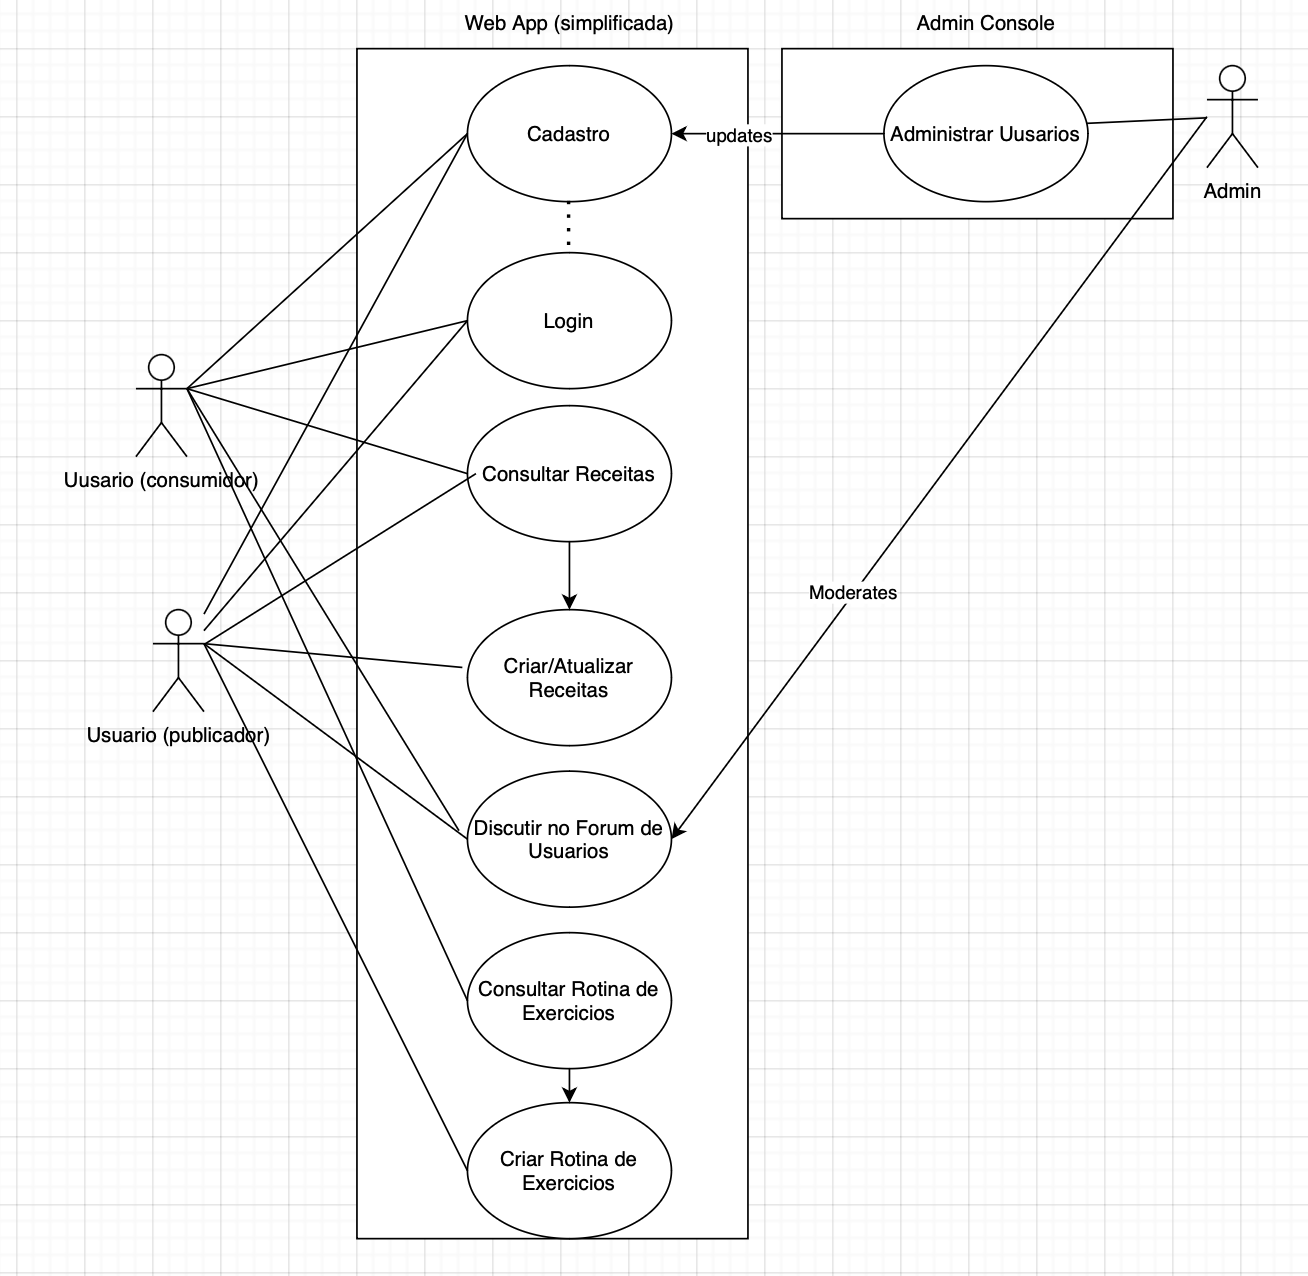 Web App (simplificada)
Admin Console
Cadastro
updates
Administrar Uusarios
Admin
Login
Uusario (consumidor)
Consultar Receitas
Moderates
Criar/Atualizar
Receitas
Usuario (publicador)
Discutir no Forum de
Usuarios
Consultar Rotina de
Exercicios
Criar Rotina de
Exercicios